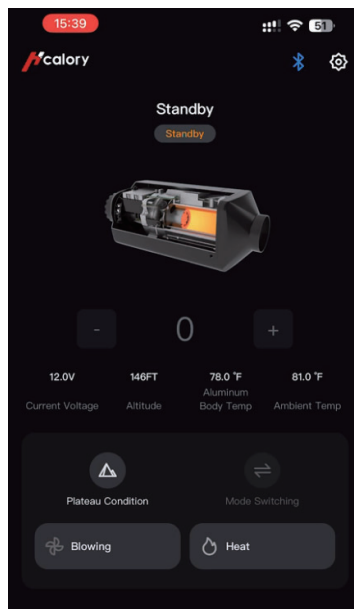 15:39
51
Hcalory
Standby
Standby
- 0 +
12.0V 146FT 78.0 °F 81.0 °F
Current Voltage Altitude Aluminum Body Temp Ambient Temp
Plateau Condition Mode Switching
Blowing Heat